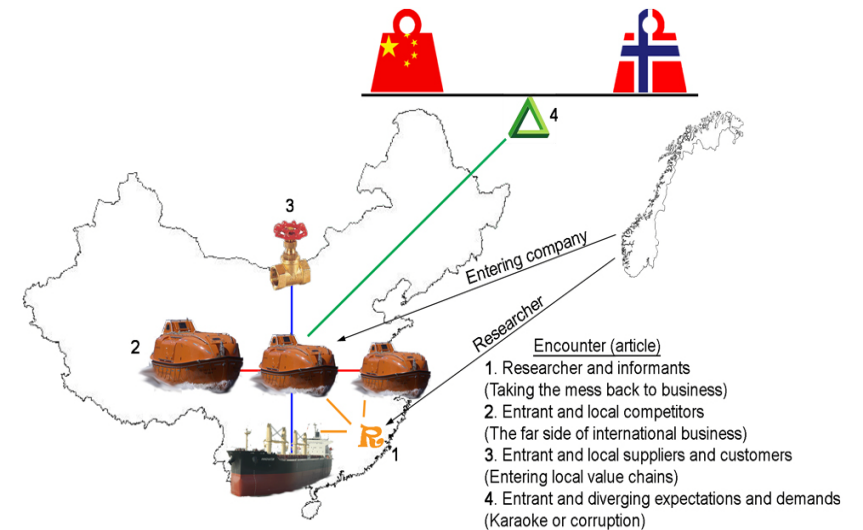 4
3
Entering company
2
Researcher
R
1
Encounter (article)
1. Researcher and informants
(Taking the mess back to business)
2. Entrant and local competitors
(The far side of international business)
3. Entrant and local suppliers and customers
(Entering local value chains)
4. Entrant and diverging expectations and demands
(Karaoke or corruption)